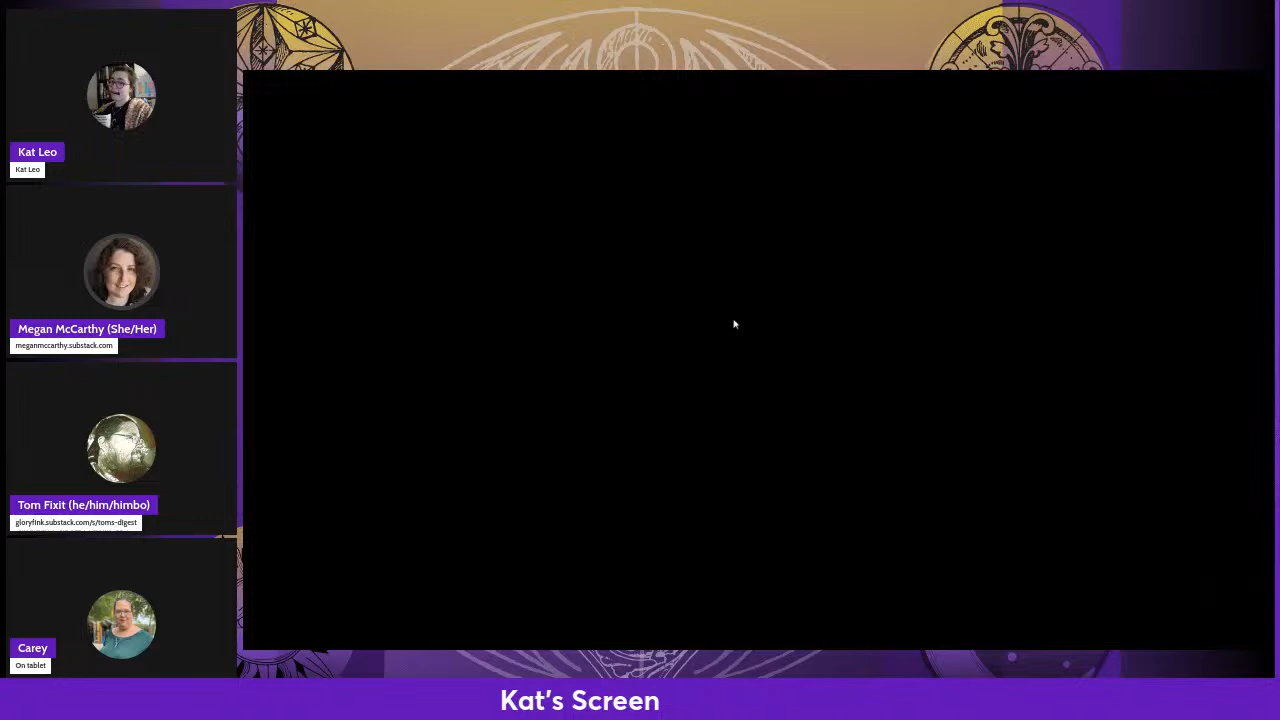 Kat Leo
Kat Leo
Megan McCarthy (She/Her)
meganmccarthy.substack.com
Tom Fixit (he/him/himbo)
gloryfink.substack.com/s/toms-digest
Carey
On tablet
Kat's Screen